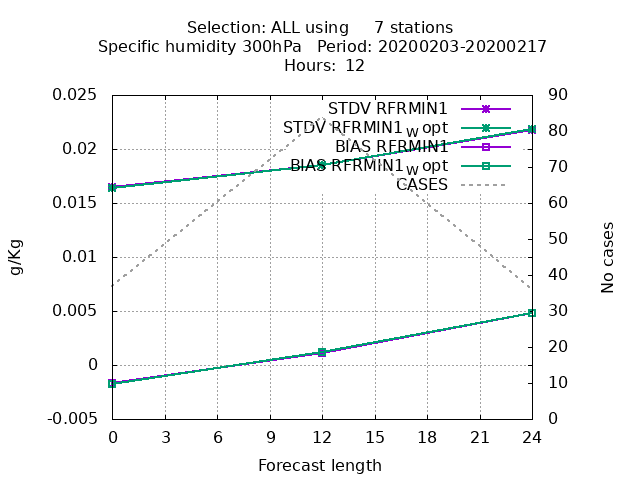 Selection: ALL using     7 stations
Specific humidity 300hPa   Period: 20200203-20200217
Hours: 12
0.025
0.02
0.015
0.01
0.005
0
-0.005
g/Kg
STDV RFRMIN1
STDV RFRMIN1w opt
BIAS RFRMIN1
BIAS RFRMIN1w opt
CASES
90
80
70
60
50
40
30
20
10
0
No cases
0 3 6 9 12 15 18 21 24
Forecast length